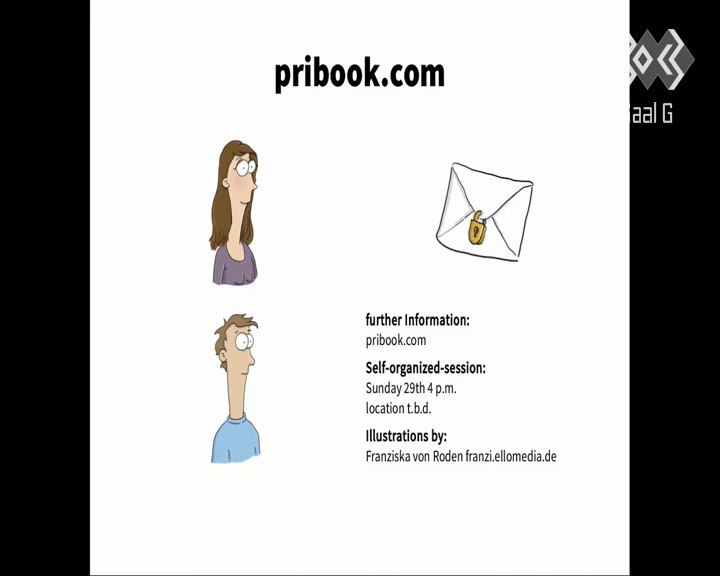 pribook.com
aal G
further Information:
pribook.com
Self-organized-session:
Sunday 29th 4 p.m.
location t.b.d.
Illustrations by:
Franziska von Roden franzi.ellomedia.de